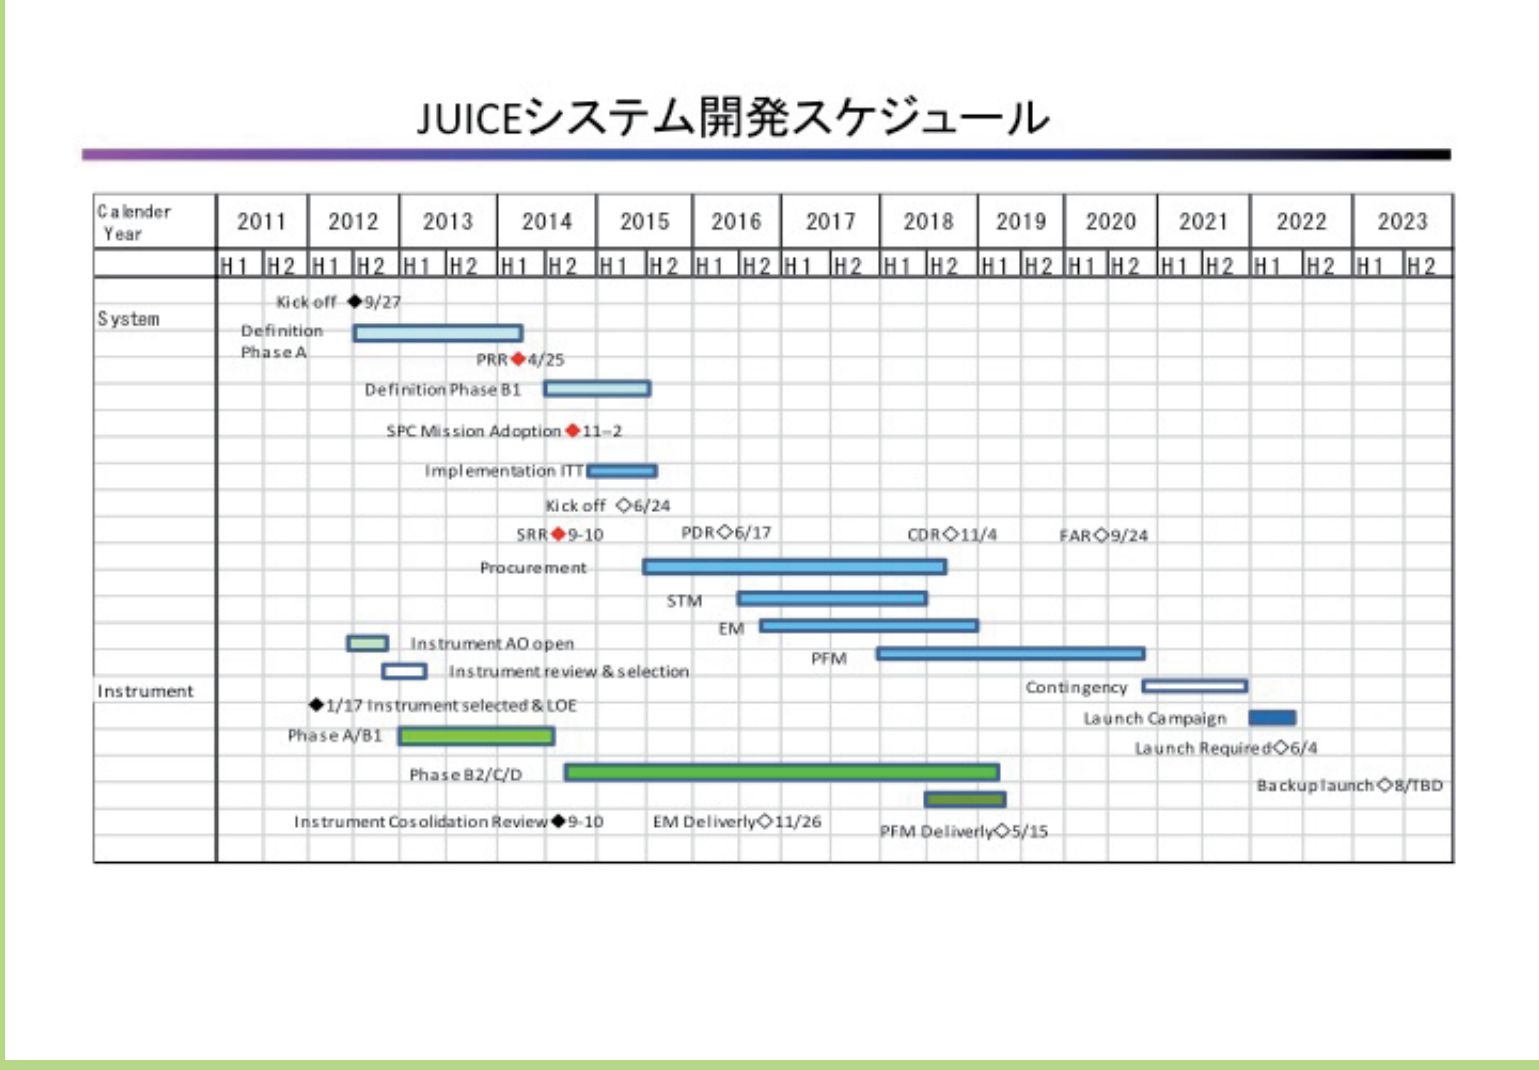 JUICEシステム開発スケジュール
Calender Year 2011 2012 2013 2014 2015 2016 2017 2018 2019 2020 2021 2022 2023
H1 H2 H1 H2 H1 H2 H1 H2 H1 H2 H1 H2 H1 H2 H1 H2 H1 H2 H1 H2 H1 H2 H1 H2 H1 H2
Kick off ◆9/27
System
Definition
Phase A
PRR◆4/25
Definition Phase B1
SPC Mission Adoption◆11-2
Implementation ITT
Kick off ◇6/24
SRR◆9-10 PDR◇6/17 CDR◇11/4 FAR◇9/24
Procurement
STM
EM
Instrument AO open
PFM
Instrument review & selection
Contingency
Instrument
◆1/17 Instrument selected & LOE
Launch Campaign
Phase A/B1
Launch Required◇6/4
Phase B2/C/D
Backup launch◇8/TBD
Instrument Cosolidation Review◆9-10 EM Deliverly◇11/26 PFM Deliverly◇5/15